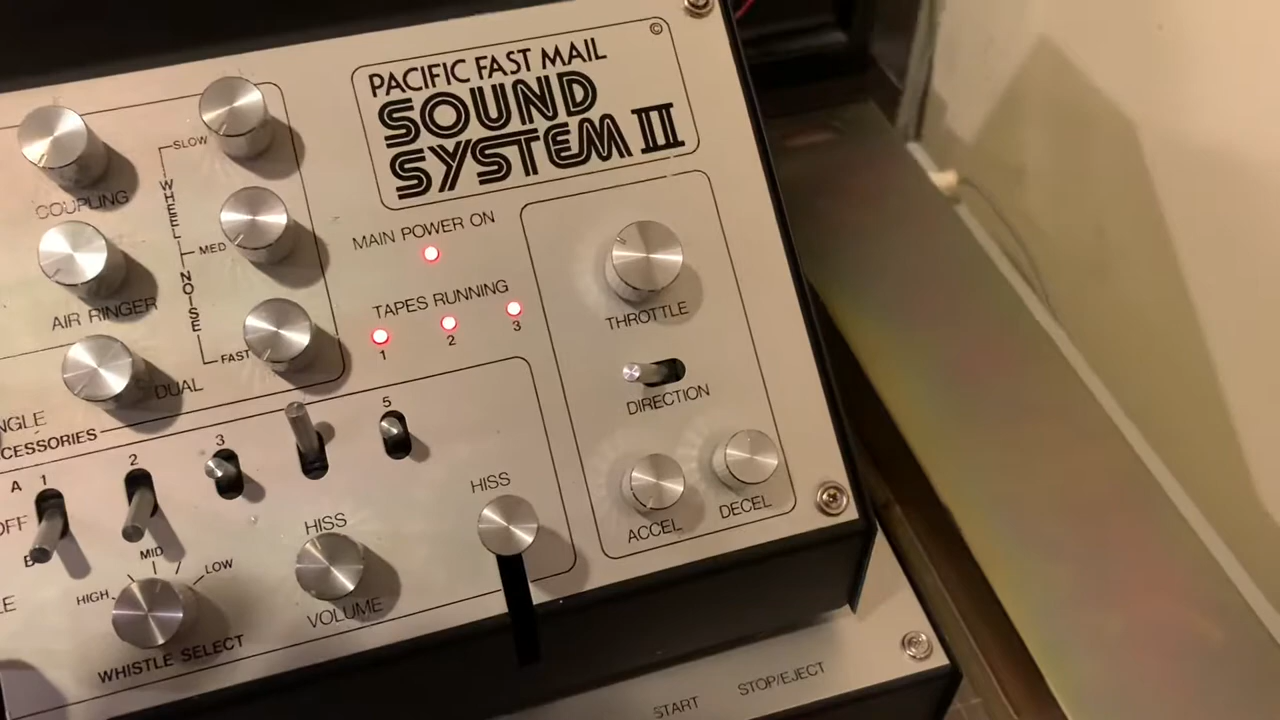 ©
PACIFIC FAST MAIL
SOUND
SYSTEM III
SLOW
COUPLING
WHEEL
MED
NOISE
AIR RINGER
FAST
DUAL
MAIN POWER ON
TAPES RUNNING
1 2 3
THROTTLE
DIRECTION
ACCEL DECEL
CESSORIES
A 1 2 3 5
OFF
B
HISS
HISS
HIGH MID LOW
VOLUME
WHISTLE SELECT
START STOP/EJECT